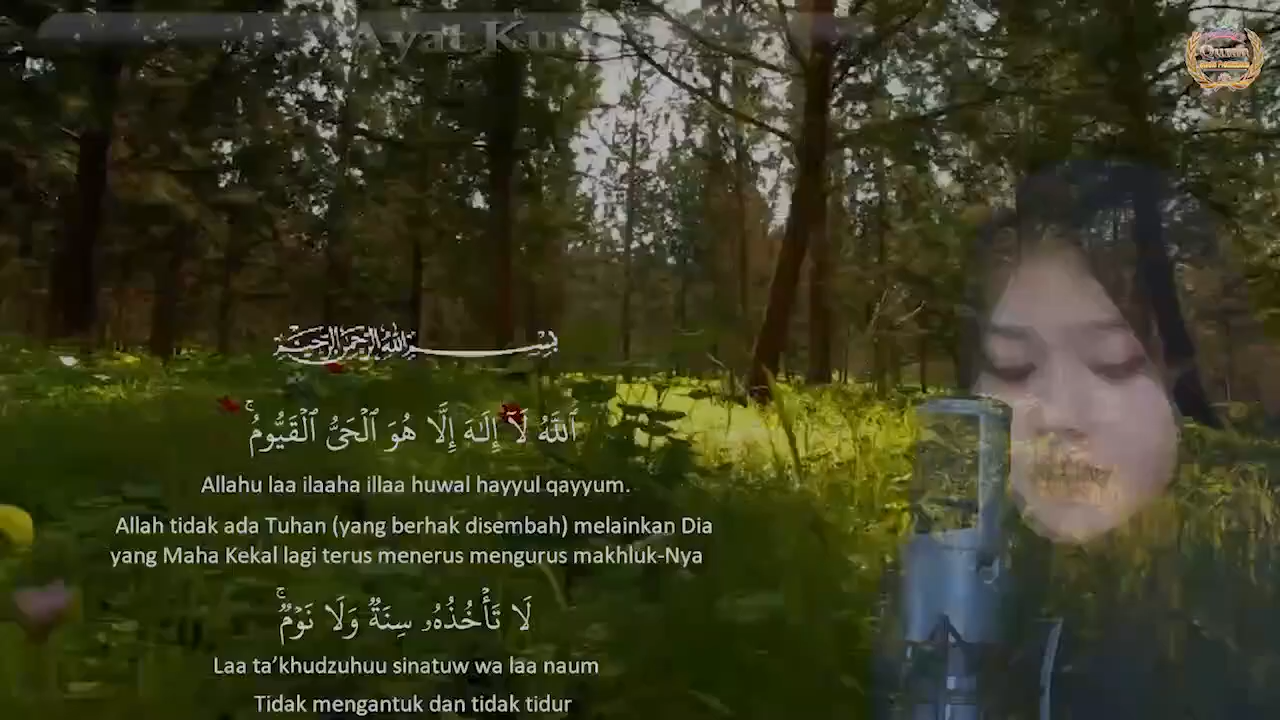 Ayat Kur
بِسْمِ اللَّهِ الرَّحْمَٰنِ الرَّحِيمِ
ٱللَّهُ لَآ إِلَـٰهَ إِلَّا هُوَ ٱلْحَىُّ ٱلْقَيُّومُ ۚ
Allahu laa ilaaha illaa huwal hayyul qayyum.
Allah tidak ada Tuhan (yang berhak disembah) melainkan Dia
yang Maha Kekal lagi terus menerus mengurus makhluk-Nya
لَا تَأْخُذُهُۥ سِنَةٌ وَلَا نَوْمٌ ۚ
Laa ta’khudzuhuu sinatuw wa laa naum
Tidak mengantuk dan tidak tidur